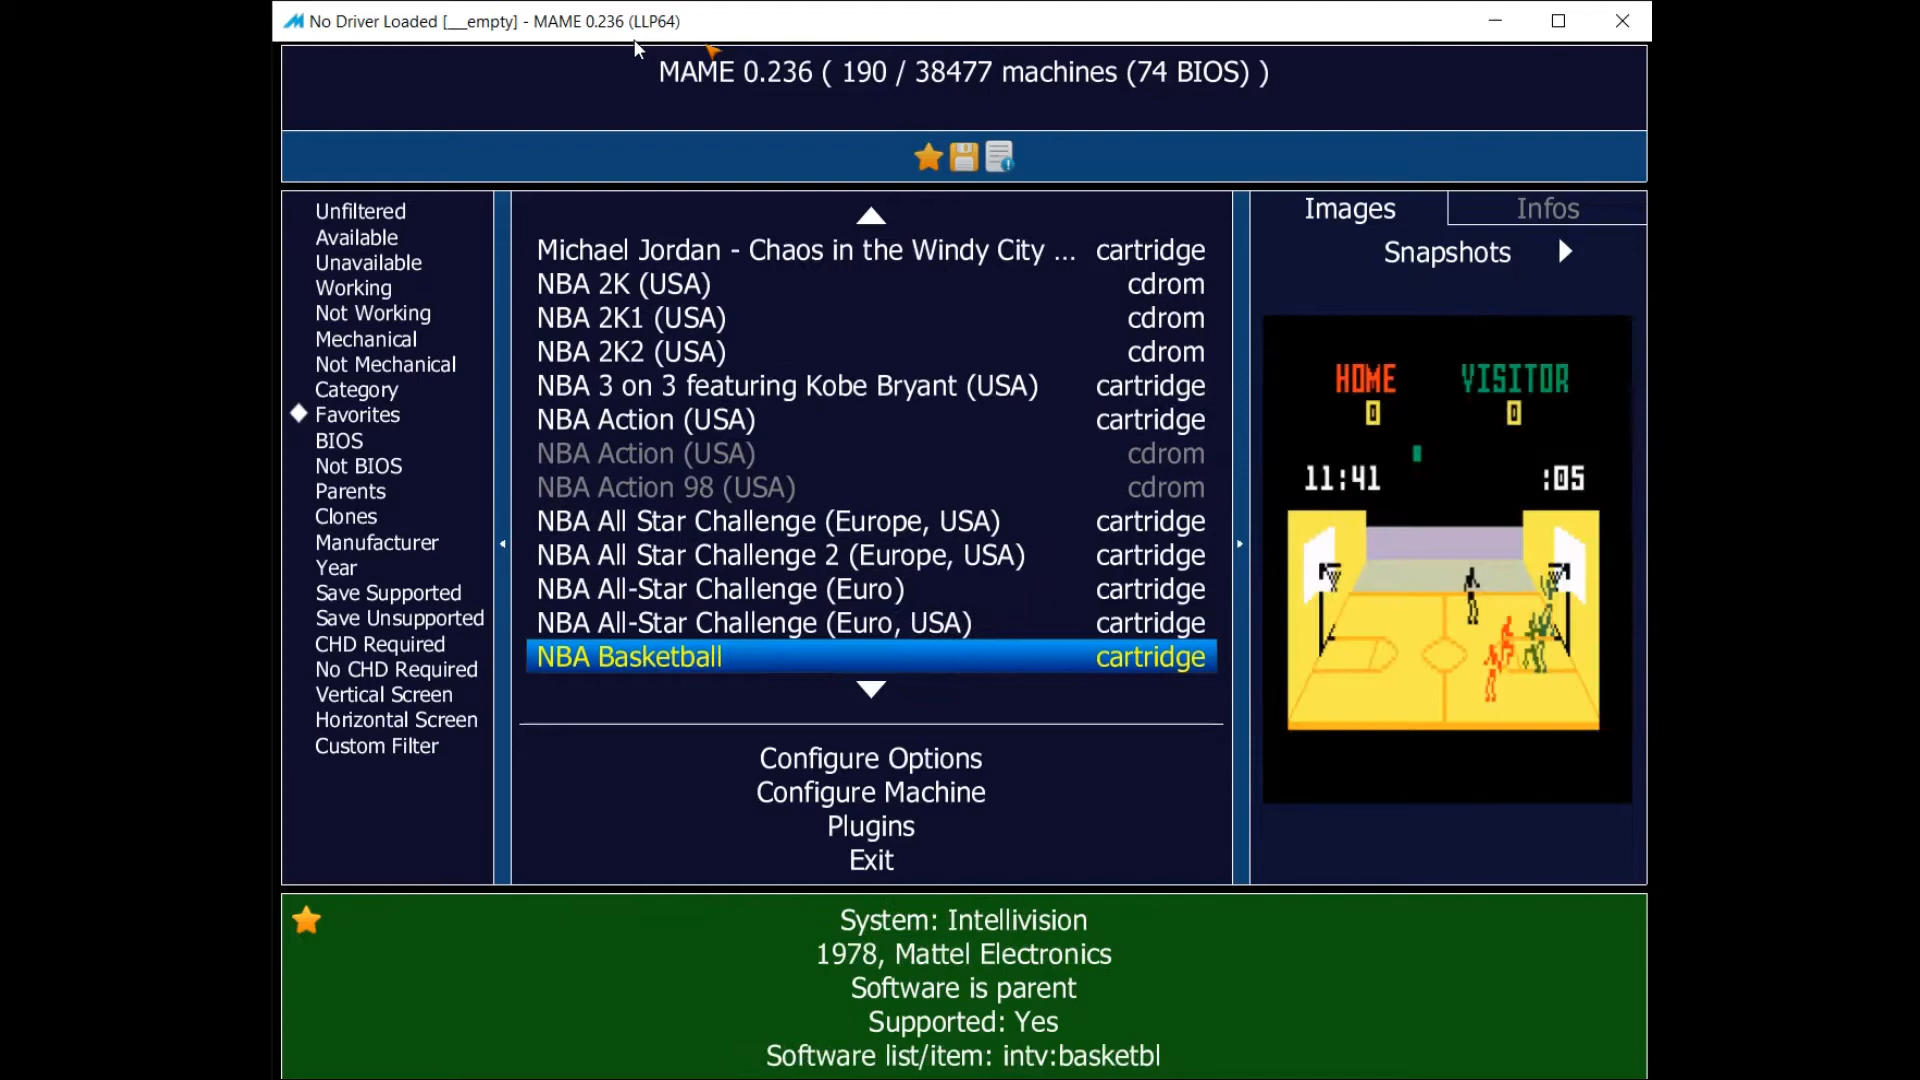 No Driver Loaded [__empty] - MAME 0.236 (LLP64)
MAME 0.236 ( 190 / 38477 machines (74 BIOS) )
Unfiltered
Available
Unavailable
Working
Not Working
Mechanical
Not Mechanical
Category
Favorites
BIOS
Not BIOS
Parents
Clones
Manufacturer
Year
Save Supported
Save Unsupported
CHD Required
No CHD Required
Vertical Screen
Horizontal Screen
Custom Filter
Michael Jordan - Chaos in the Windy City ... cartridge
NBA 2K (USA) cdrom
NBA 2K1 (USA) cdrom
NBA 2K2 (USA) cdrom
NBA 3 on 3 featuring Kobe Bryant (USA) cartridge
NBA Action (USA) cartridge
NBA Action (USA) cdrom
NBA Action 98 (USA) cdrom
NBA All Star Challenge (Europe, USA) cartridge
NBA All Star Challenge 2 (Europe, USA) cartridge
NBA All-Star Challenge (Euro) cartridge
NBA All-Star Challenge (Euro, USA) cartridge
NBA Basketball cartridge
Configure Options
Configure Machine
Plugins
Exit
Images Infos
Snapshots
HOME VISITOR
0 0
11:41 :05
System: Intellivision
1978, Mattel Electronics
Software is parent
Supported: Yes
Software list/item: intv:basketbl